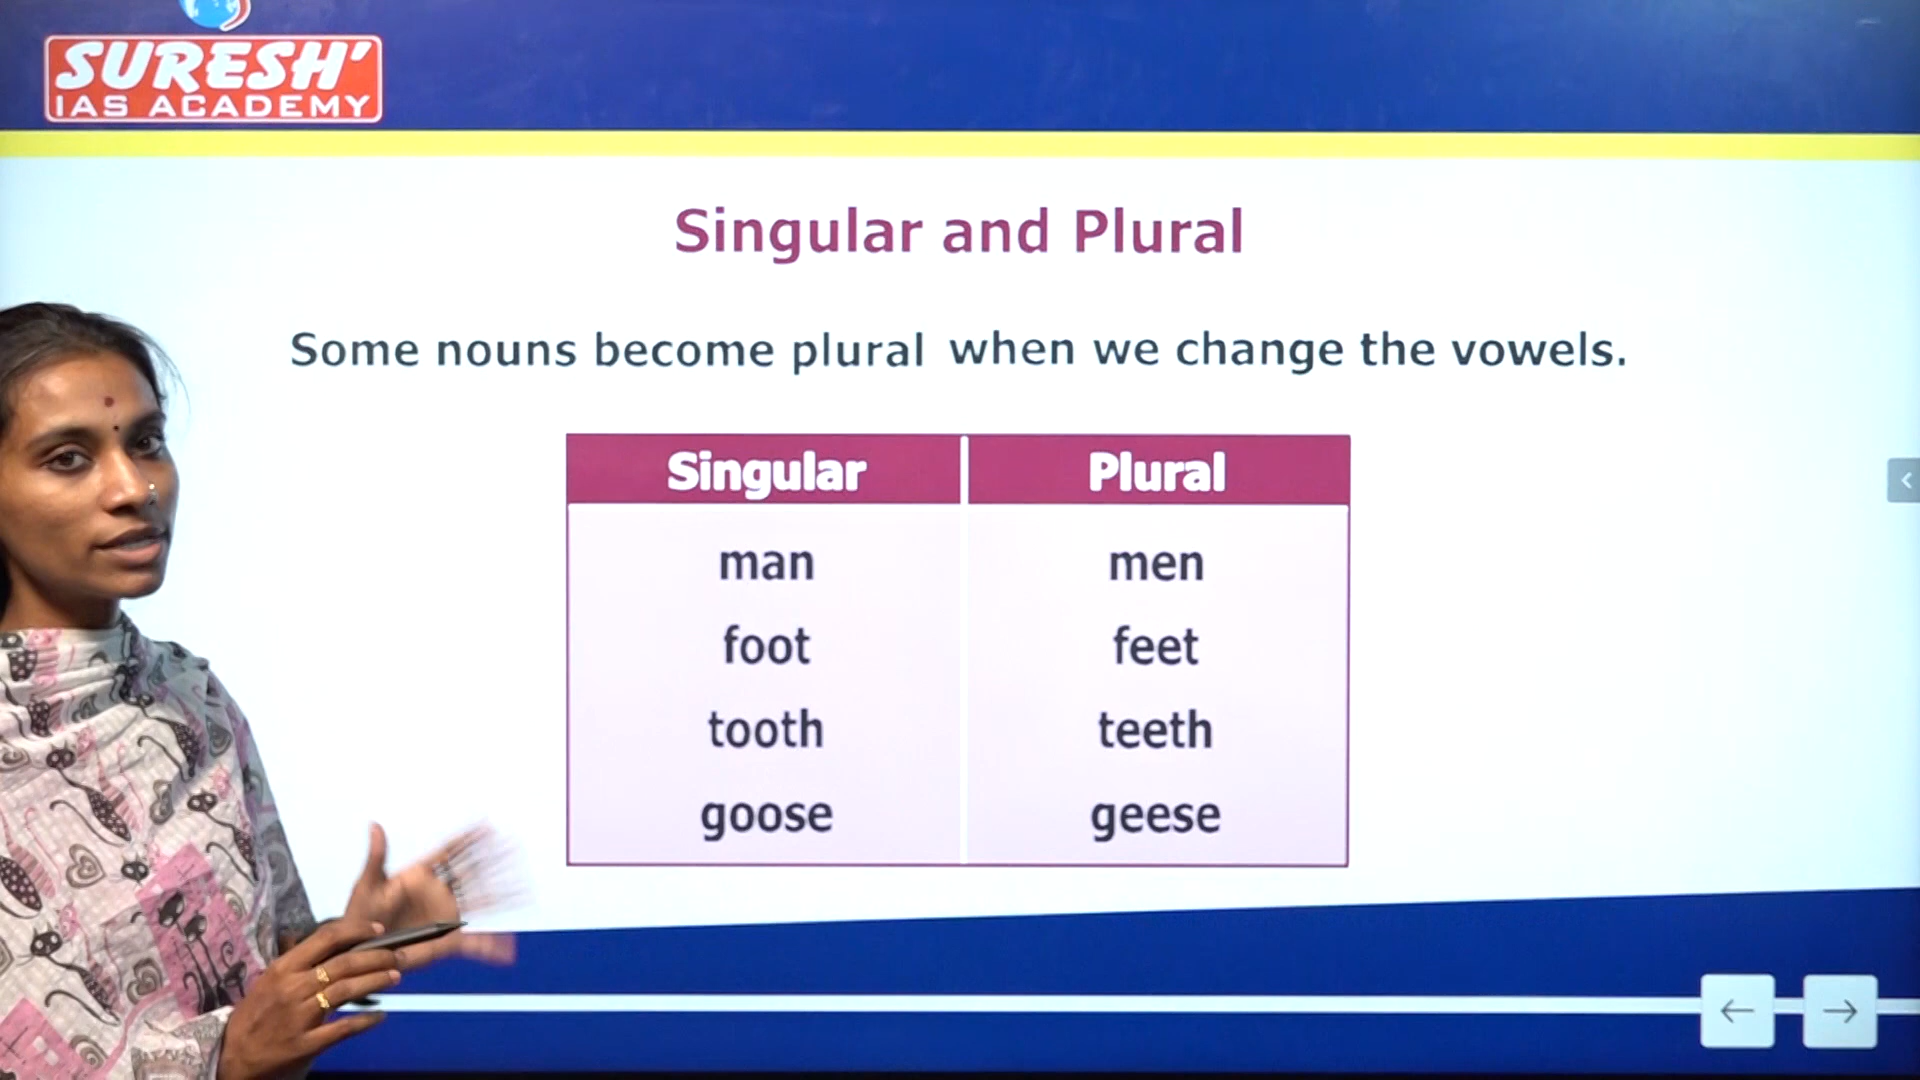 SURESH'
IAS ACADEMY
Singular and Plural
Some nouns become plural when we change the vowels.
Singular Plural
man men
foot feet
tooth teeth
goose geese